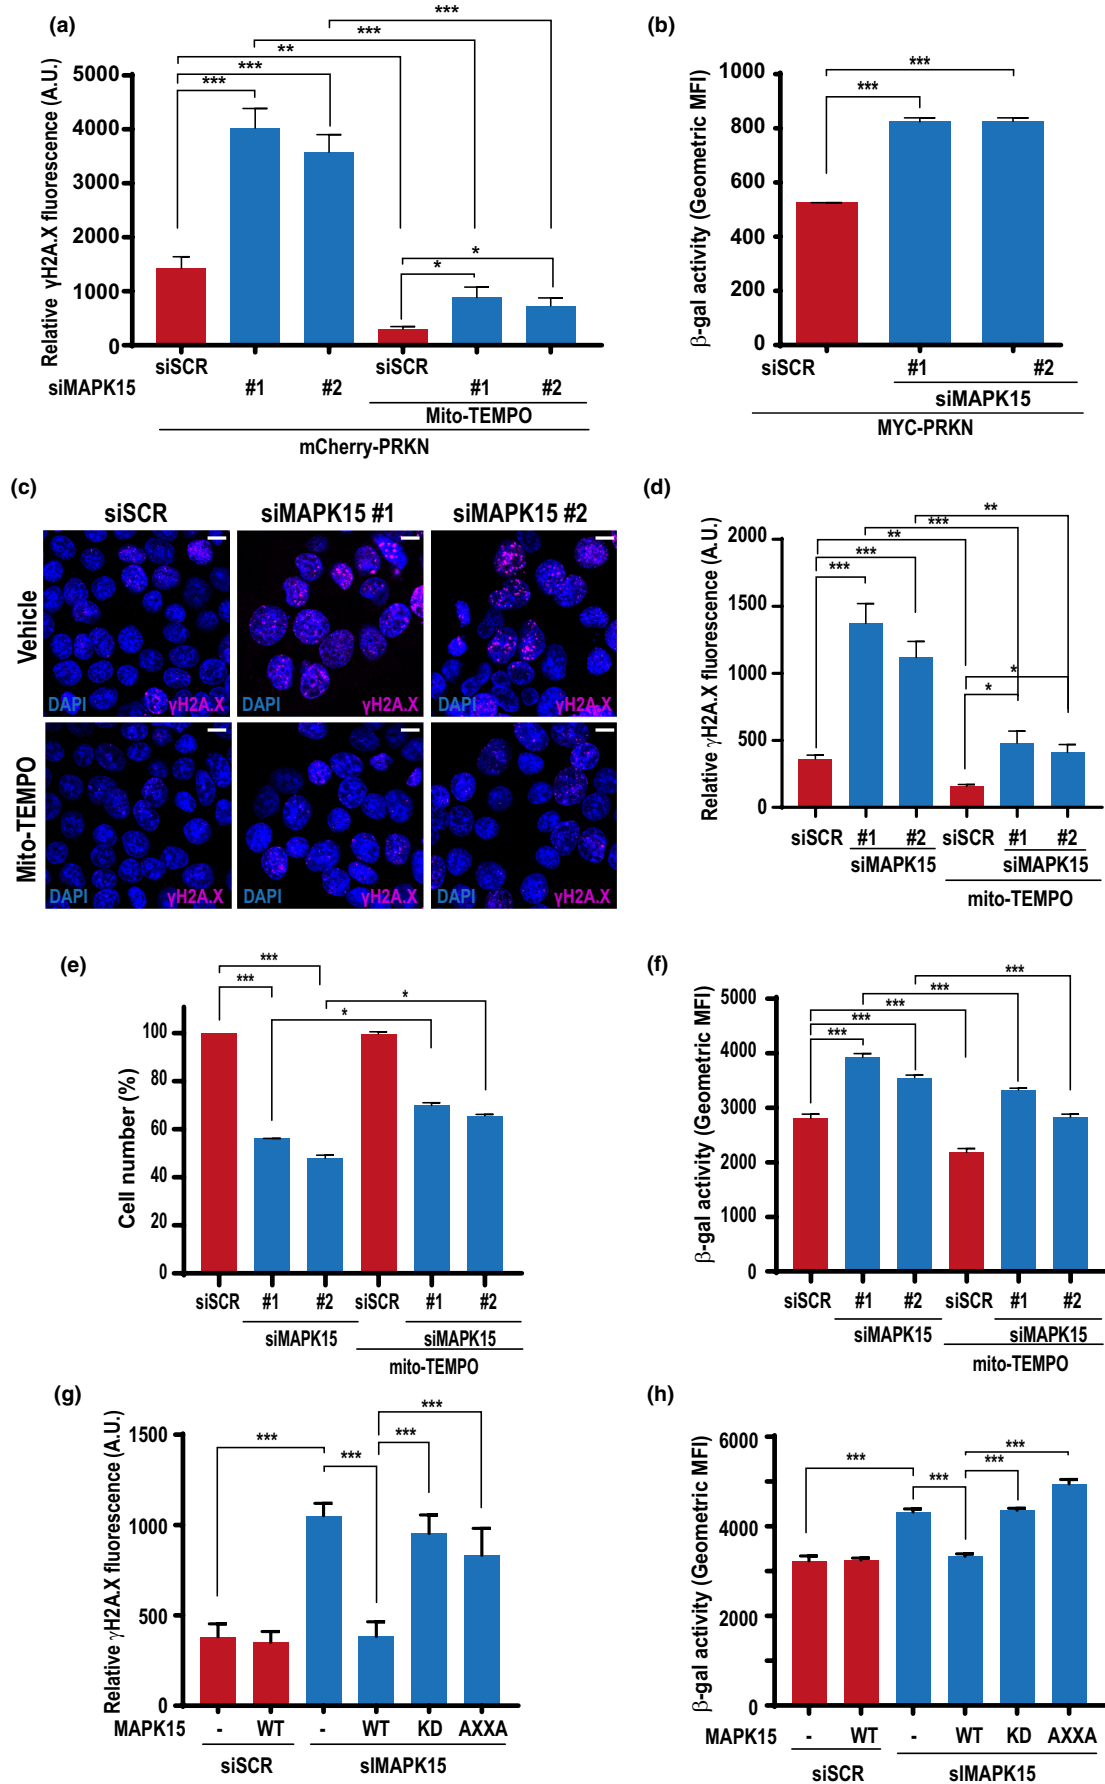 (a)
Relative γH2A.X fluorescence (A.U.)
5000
4000
3000
2000
1000
0
***
***
**
***
***
*
*
siSCR
siSCR
siMAPK15
#1
#2
#1
#2
Mito-TEMPO
mCherry-PRKN
(b)
β-gal activity (Geometric MFI)
1000
800
600
400
200
0
***
***
siSCR
#1
#2
siMAPK15
MYC-PRKN
(c)
siSCR
siMAPK15 #1
siMAPK15 #2
Vehicle
DAPI
γH2A.X
DAPI
γH2A.X
DAPI
γH2A.X
Mito-TEMPO
DAPI
γH2A.X
DAPI
γH2A.X
DAPI
γH2A.X
(d)
Relative γH2A.X fluorescence (A.U.)
2000
1500
1000
500
0
***
***
**
***
**
*
*
siSCR
#1
#2
siSCR
#1
#2
siMAPK15
siMAPK15
mito-TEMPO
(e)
Cell number (%)
100
80
60
40
20
0
***
***
*
*
siSCR
#1
#2
siSCR
#1
#2
siMAPK15
siMAPK15
mito-TEMPO
(f)
β-gal activity (Geometric MFI)
5000
4000
3000
2000
1000
0
***
***
***
***
***
siSCR
#1
#2
siSCR
#1
#2
siMAPK15
siMAPK15
mito-TEMPO
(g)
Relative γH2A.X fluorescence (A.U.)
1500
1000
500
0
***
***
***
***
MAPK15
-
WT
-
WT
KD
AXXA
siSCR
sIMAPK15
(h)
β-gal activity (Geometric MFI)
6000
4000
2000
0
***
***
***
***
MAPK15
-
WT
-
WT
KD
AXXA
siSCR
sIMAPK15